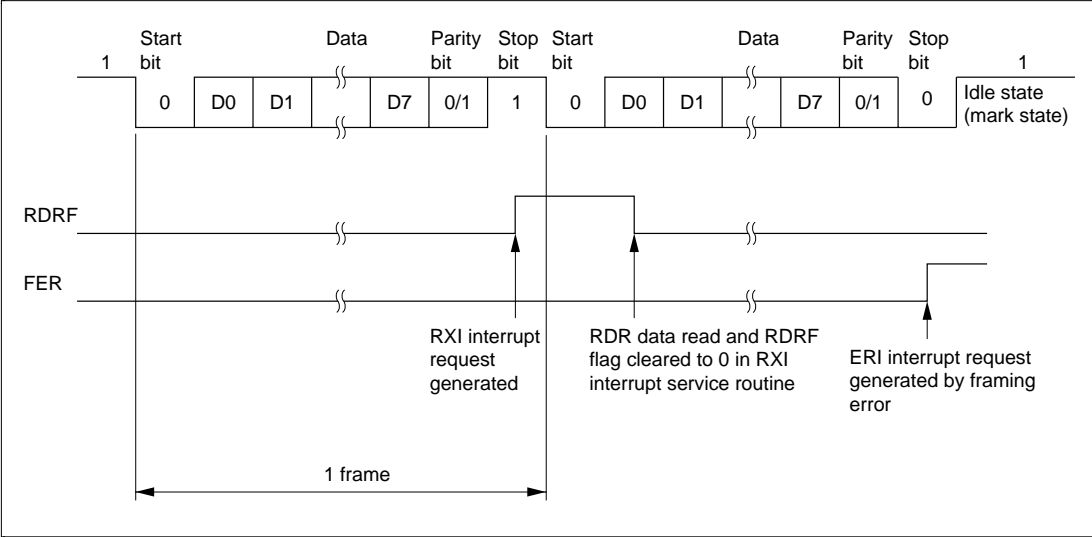 Start bit
Data
Parity bit
Stop bit
Start bit
Data
Parity bit
Stop bit
1
1
0
D0
D1
D7
0/1
1
0
D0
D1
D7
0/1
0
Idle state
(mark state)
RDRF
FER
RXI interrupt
request
generated
RDR data read and RDRF
flag cleared to 0 in RXI
interrupt service routine
ERI interrupt request
generated by framing
error
1 frame